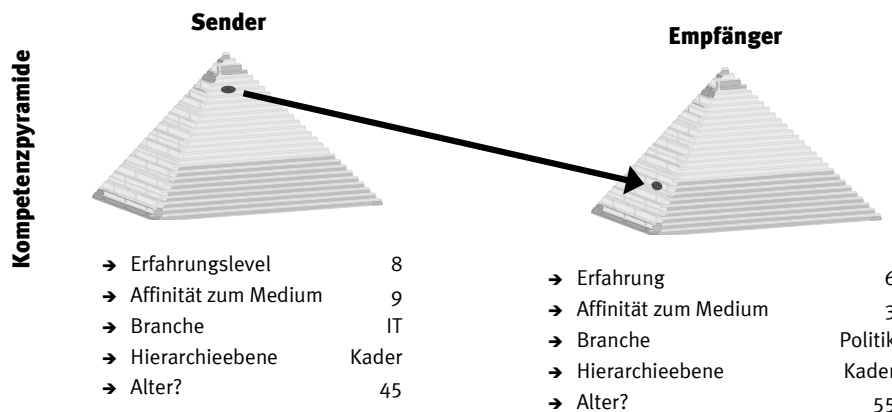 Kompetenzpyramide
Sender
➔ Erfahrungslevel 8
➔ Affinität zum Medium 9
➔ Branche IT
➔ Hierarchieebene Kader
➔ Alter? 45
Empfänger
➔ Erfahrung 6
➔ Affinität zum Medium 3
➔ Branche Politik
➔ Hierarchieebene Kader
➔ Alter? 55